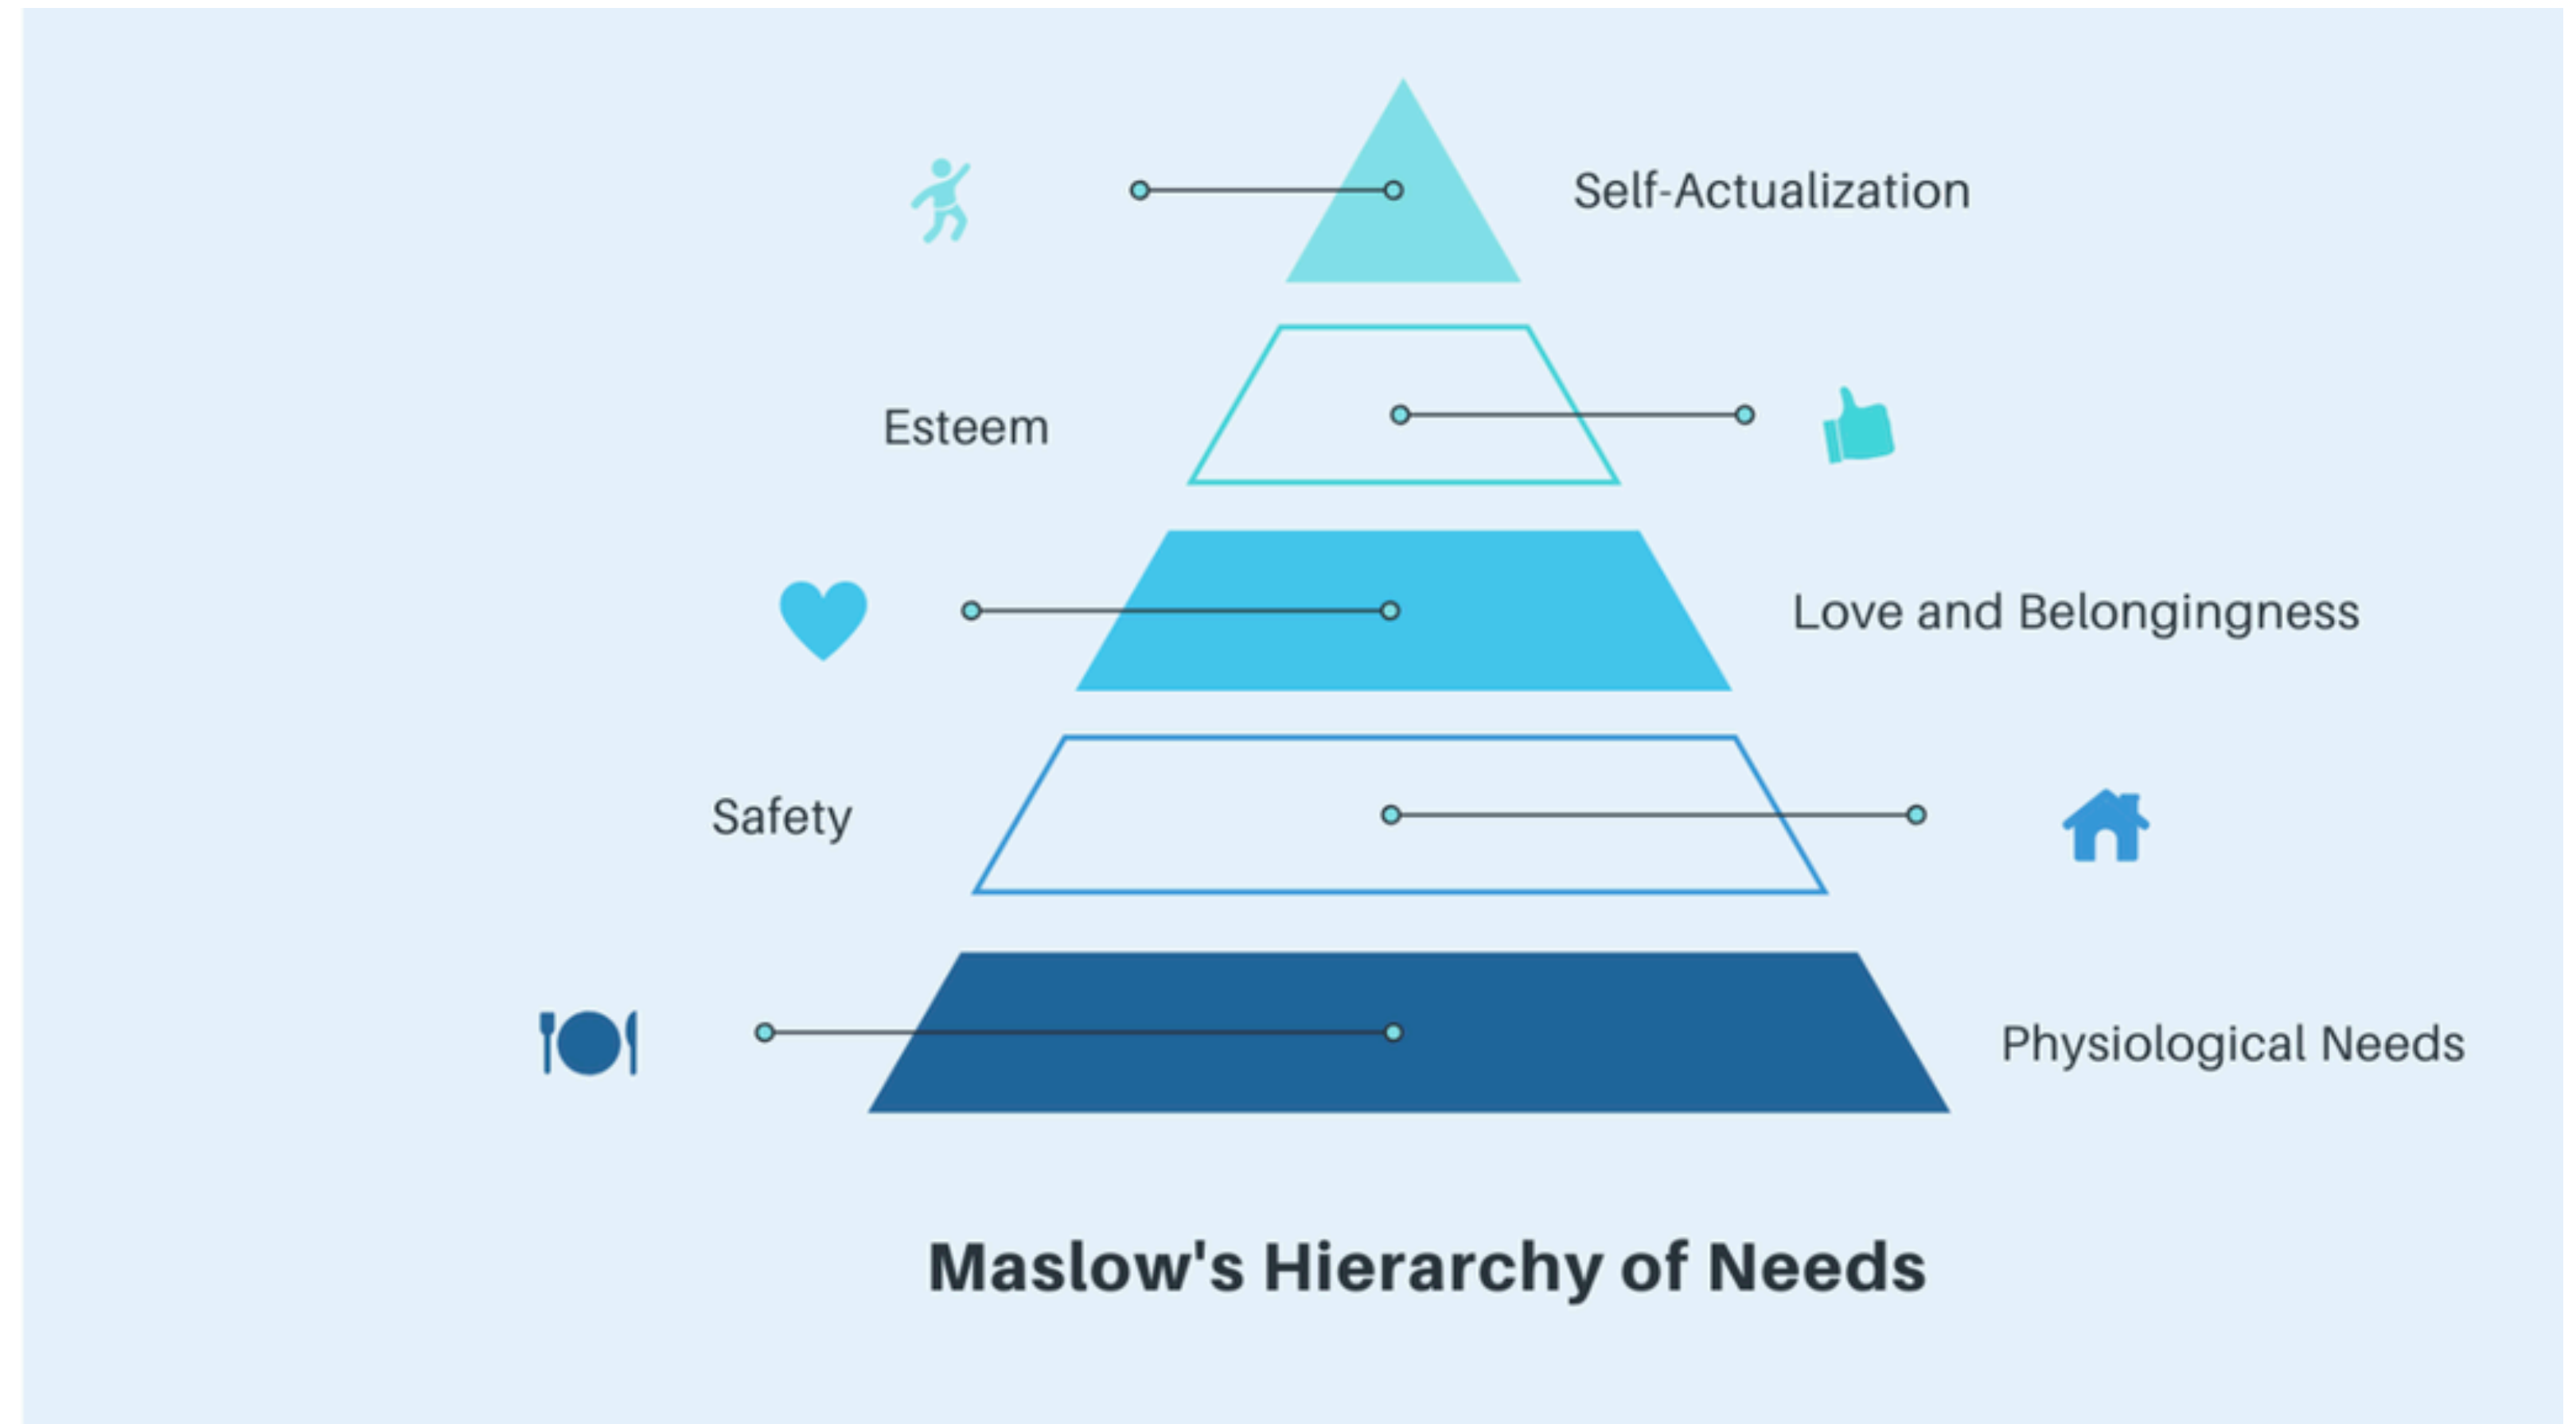 Self-Actualization
Esteem
Love and Belongingness
Safety
Physiological Needs
Maslow's Hierarchy of Needs